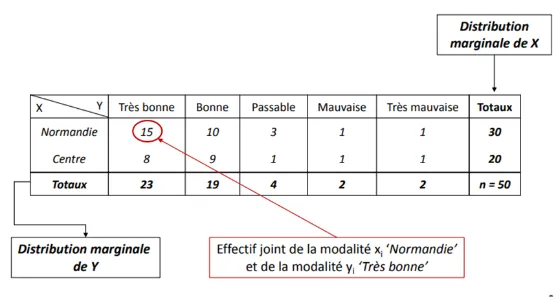 Distribution
marginale de X
X Y Très bonne Bonne Passable Mauvaise Très mauvaise Totaux
Normandie 15 10 3 1 1 30
Centre 8 9 1 1 1 20
Totaux 23 19 4 2 2 n = 50
Distribution marginale
de Y
Effectif joint de la modalité xi ‘Normandie’
et de la modalité yi ‘Très bonne’